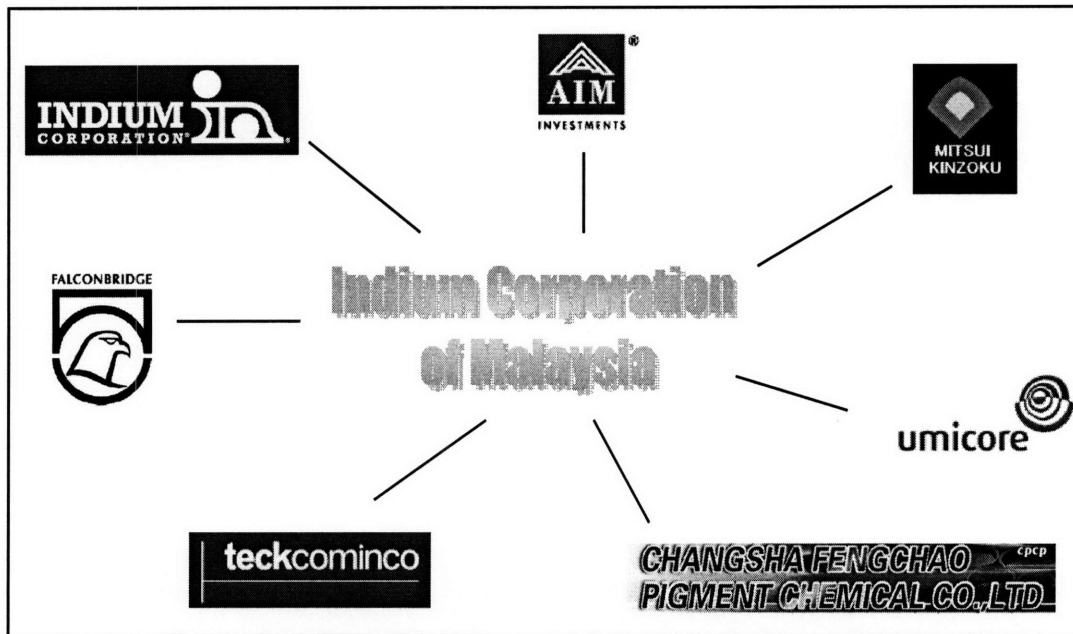 AIM
INVESTMENTS
®
INDIUM
CORPORATION®
MITSUI
KINZOKU
FALCONBRIDGE
Indium Corporation
of Malaysia
umicore
teckcominco
CHANGSHA FENGCHAO cpcp
PIGMENT CHEMICAL CO.,LTD